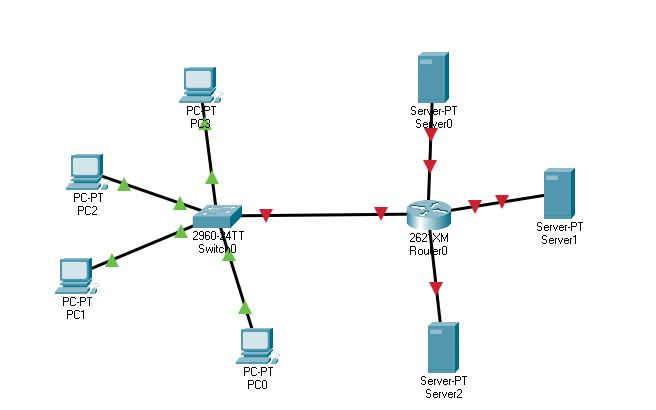 PC-PT
PC3
Server-PT
Server0
PC-PT
PC2
Server-PT
Server1
2960-24TT
Switch0
2621XM
Router0
PC-PT
PC1
PC-PT
PC0
Server-PT
Server2